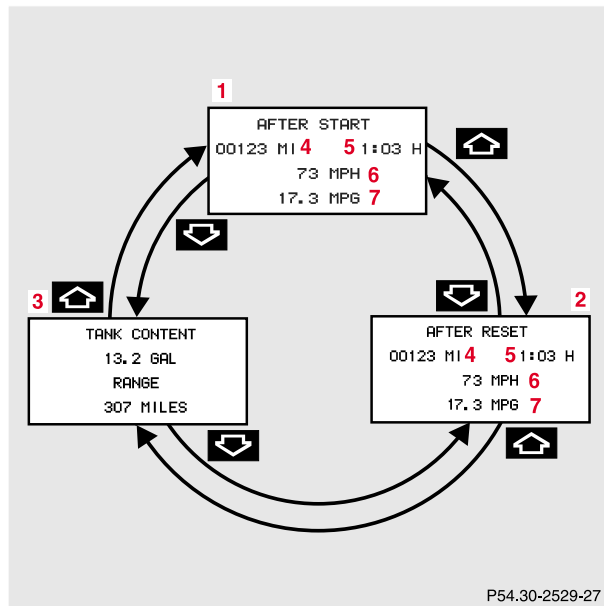 1
AFTER START
00123 MI 4 5 1:03 H
73 MPH 6
17.3 MPG 7
3
TANK CONTENT
13.2 GAL
RANGE
307 MILES
2
AFTER RESET
00123 MI 4 5 1:03 H
73 MPH 6
17.3 MPG 7
P54.30-2529-27